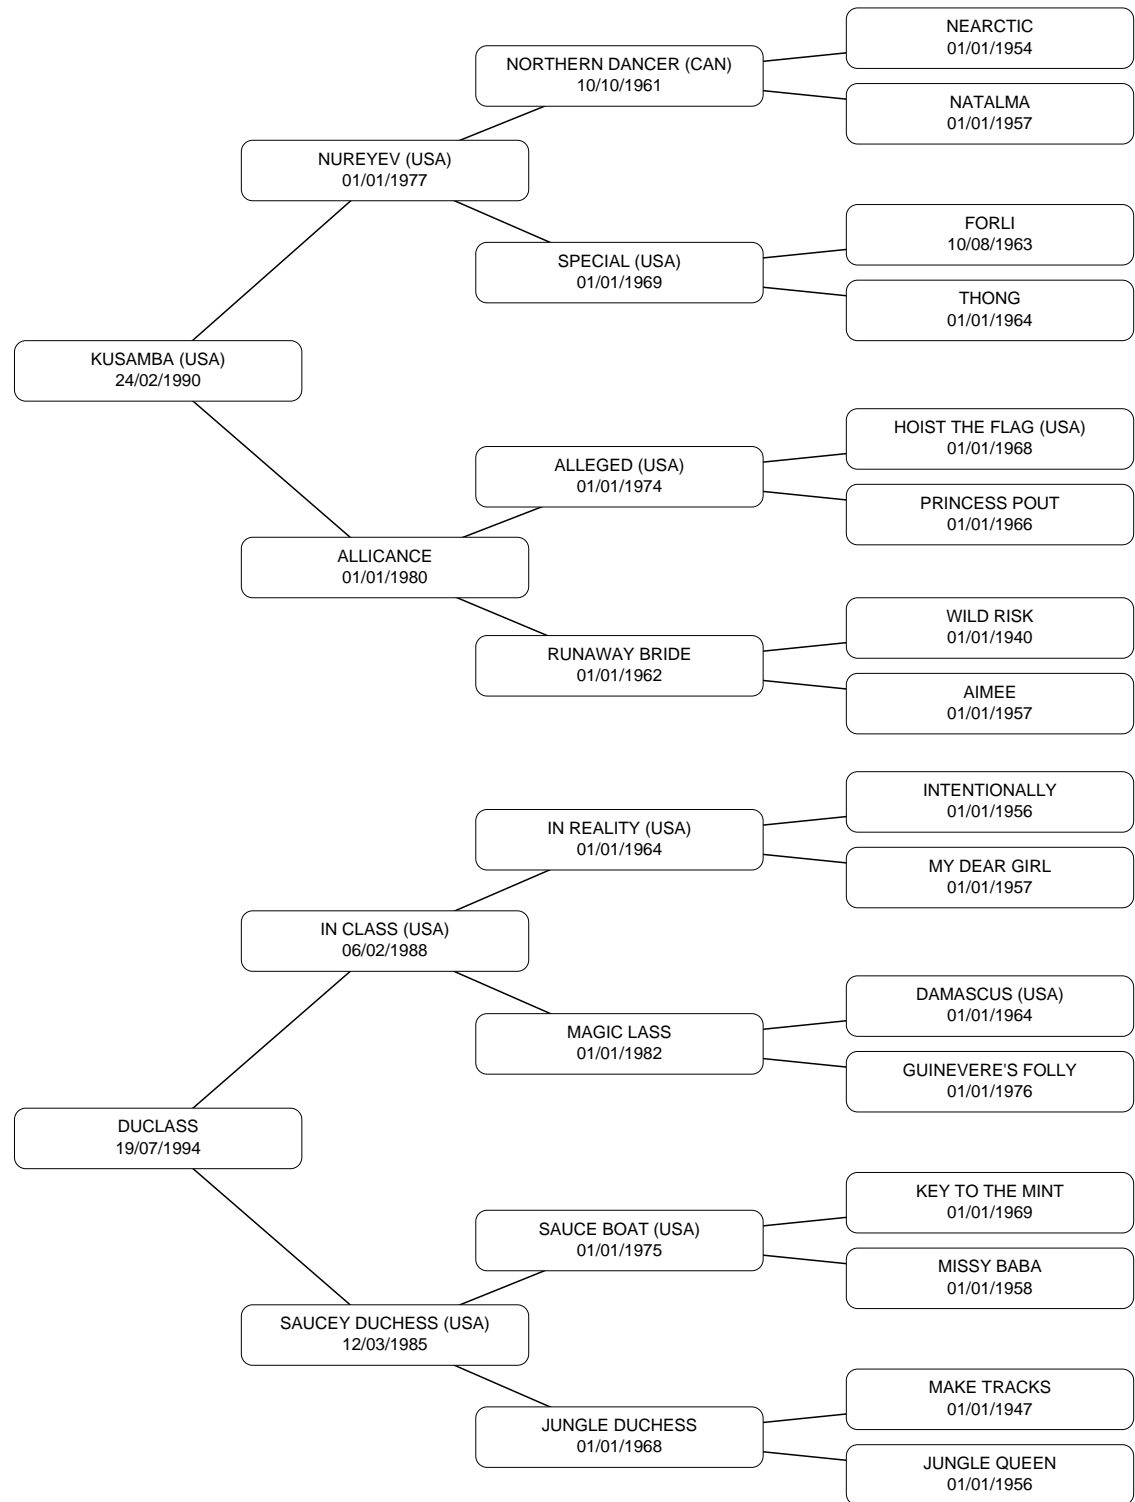 NEARCTIC
01/01/1954
NORTHERN DANCER (CAN)
10/10/1961
NATALMA
01/01/1957
NUREYEV (USA)
01/01/1977
FORLI
10/08/1963
SPECIAL (USA)
01/01/1969
THONG
01/01/1964
KUSAMBA (USA)
24/02/1990
HOIST THE FLAG (USA)
01/01/1968
ALLEGED (USA)
01/01/1974
PRINCESS POUT
01/01/1966
ALLICANCE
01/01/1980
WILD RISK
01/01/1940
RUNAWAY BRIDE
01/01/1962
AIMEE
01/01/1957
INTENTIONALLY
01/01/1956
IN REALITY (USA)
01/01/1964
MY DEAR GIRL
01/01/1957
IN CLASS (USA)
06/02/1988
DAMASCUS (USA)
01/01/1964
MAGIC LASS
01/01/1982
GUINEVERE'S FOLLY
01/01/1976
DUCLASS
19/07/1994
KEY TO THE MINT
01/01/1969
SAUCE BOAT (USA)
01/01/1975
MISSY BABA
01/01/1958
SAUCEY DUCHESS (USA)
12/03/1985
MAKE TRACKS
01/01/1947
JUNGLE DUCHESS
01/01/1968
JUNGLE QUEEN
01/01/1956